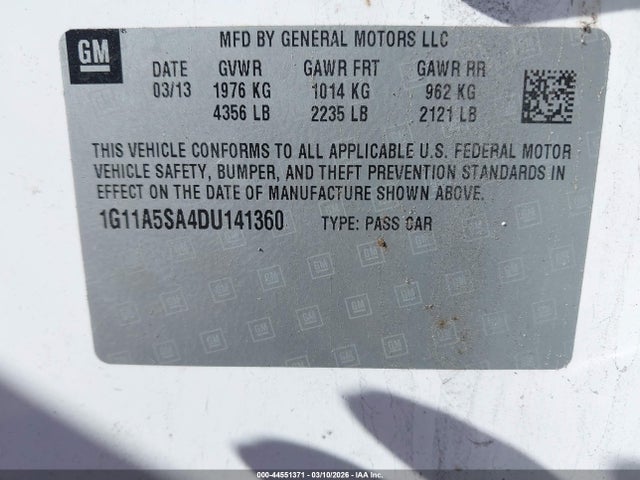 GM
MFD BY GENERAL MOTORS LLC
DATE GVWR GAWR FRT GAWR RR
03/13 1976 KG 1014 KG 962 KG
4356 LB 2235 LB 2121 LB
THIS VEHICLE CONFORMS TO ALL APPLICABLE U.S. FEDERAL MOTOR
VEHICLE SAFETY, BUMPER, AND THEFT PREVENTION STANDARDS IN
EFFECT ON THE DATE OF MANUFACTURE SHOWN ABOVE.
1G11A5SA4DU141360 TYPE: PASS CAR
000-44551371 - 03/10/2026 - IAAI.COM